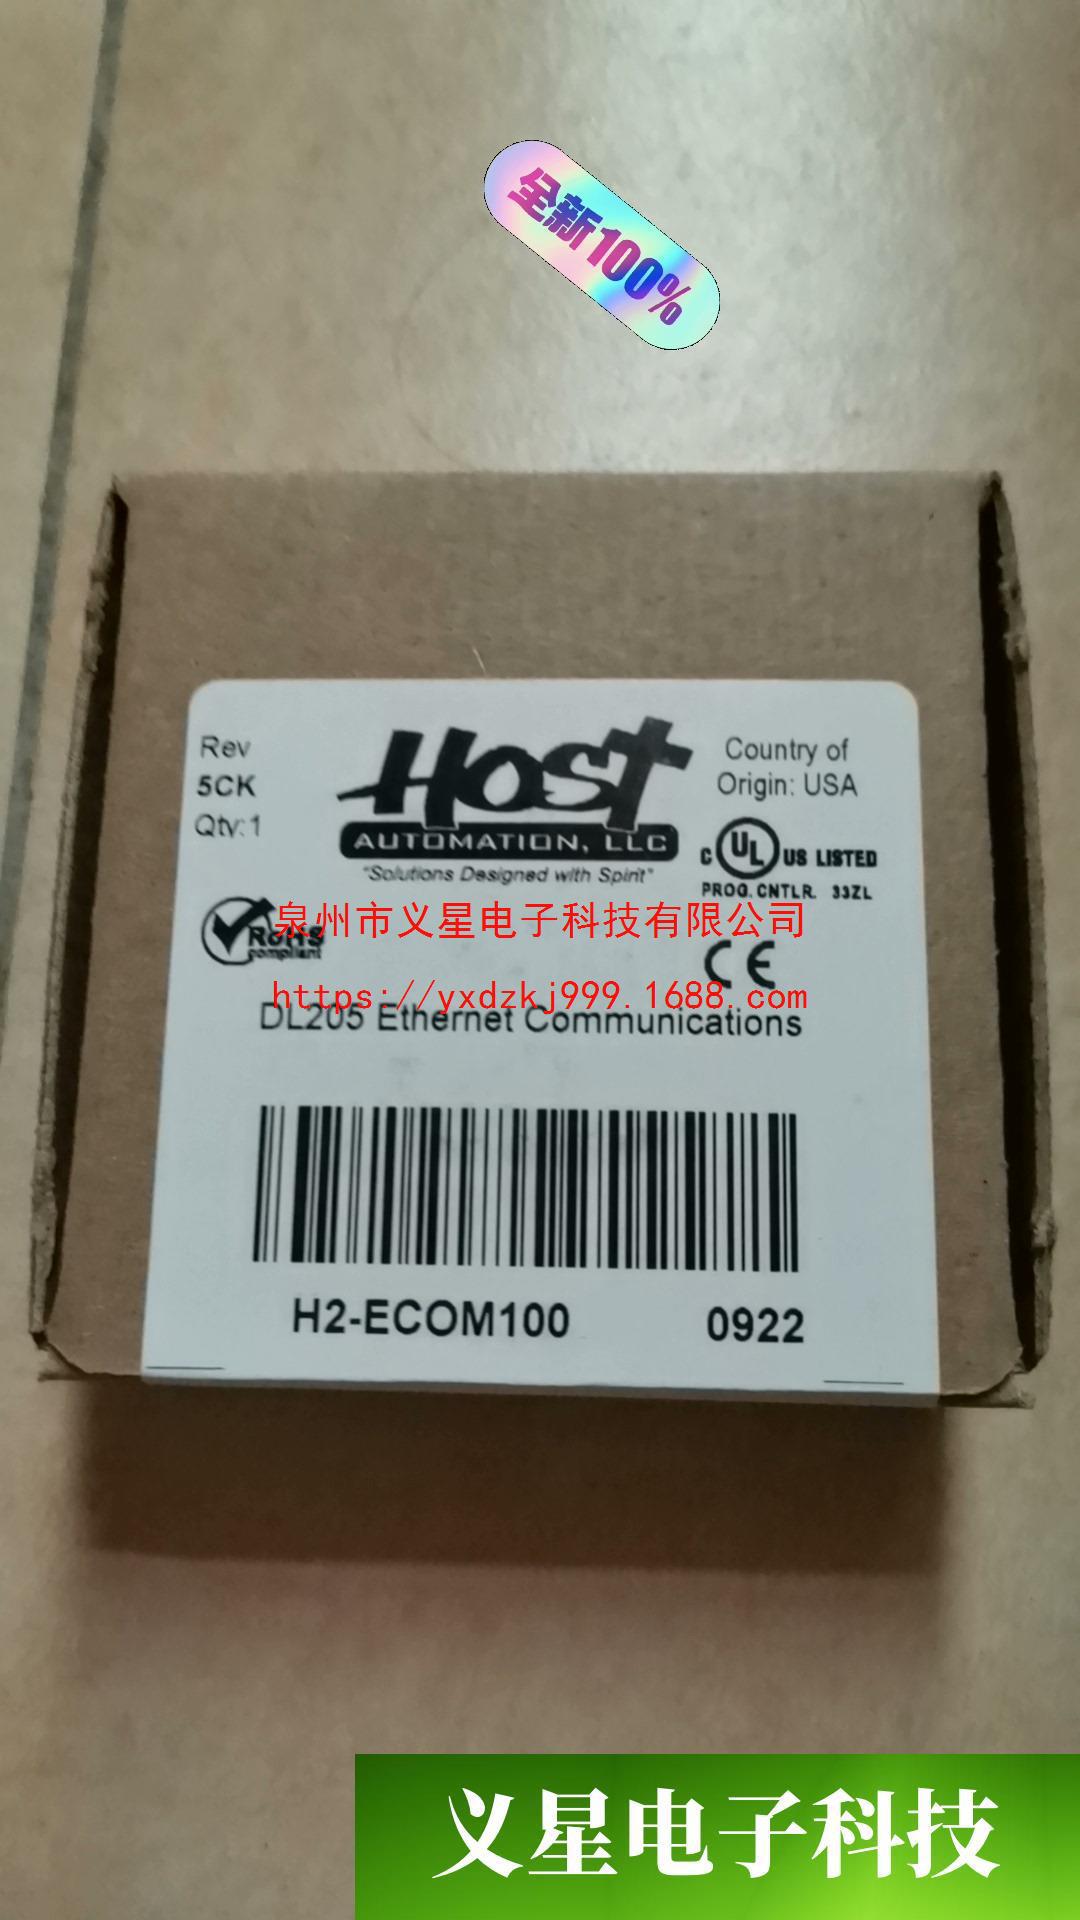 全新100%
Rev
5CK
Qty:1
HOST
AUTOMATION, LLC
"Solutions Designed with Spirit"
Country of
Origin: USA
C UL US LISTED
PROG. CNTLR. 33ZL
RoHS
compliant
CE
泉州市义星电子科技有限公司
https://yxdzkj999.1688.com
DL205 Ethernet Communications
H2-ECOM100 0922
义星电子科技